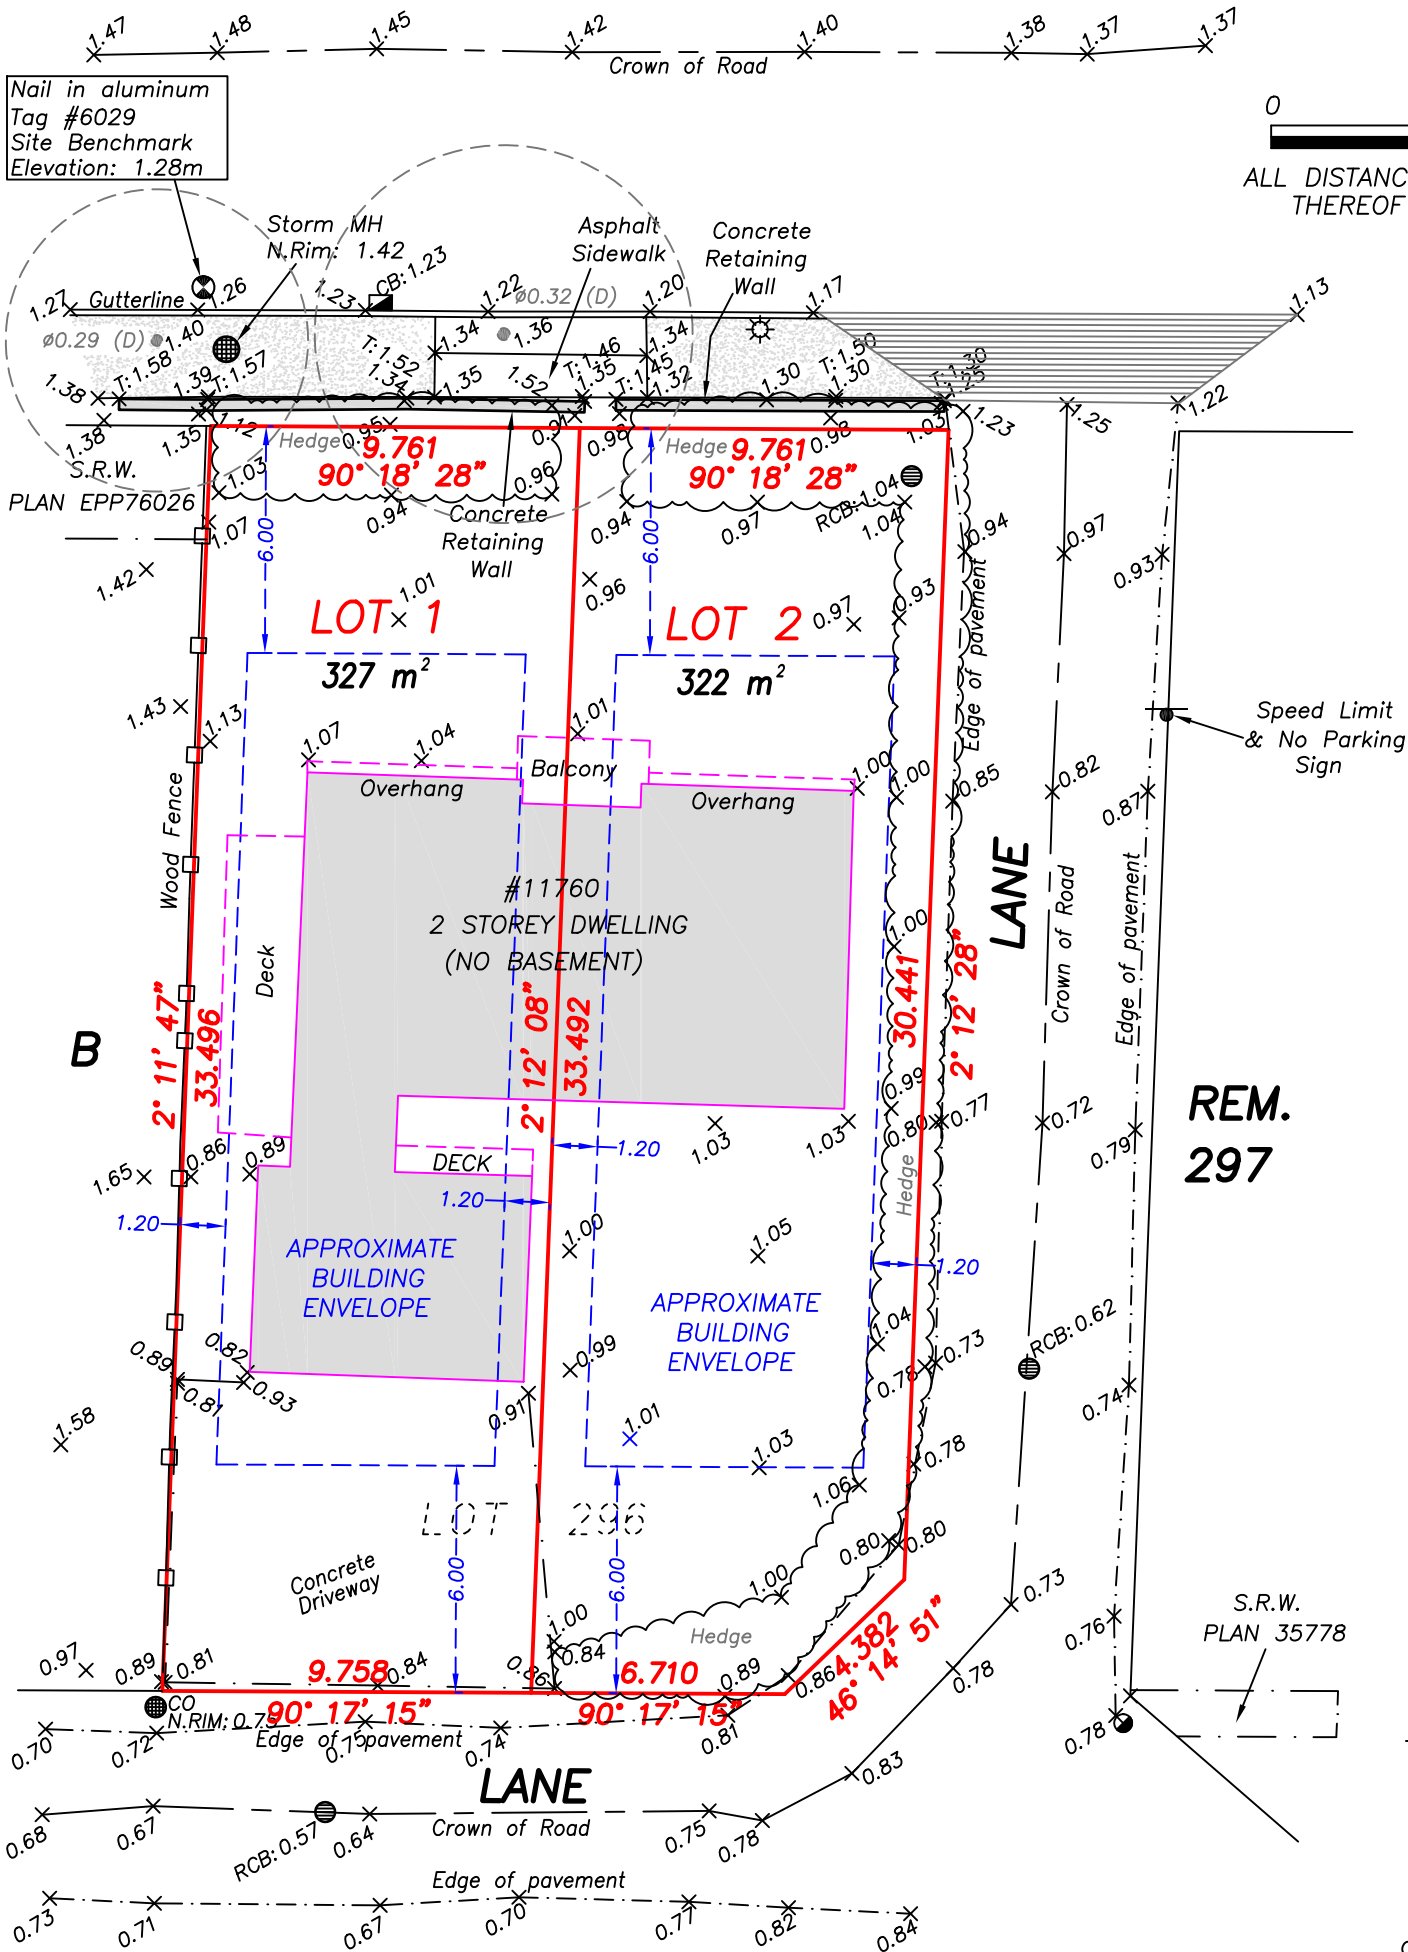 1.47
1.48
1.45
1.42
1.40
1.38
1.37
1.37
Crown of Road
Nail in aluminum
Tag #6029
Site Benchmark
Elevation: 1.28m
0
ALL DISTANC
THEREOF
Storm MH
N.Rim: 1.42
Asphalt
Sidewalk
Concrete
Retaining
Wall
1.27
Gutterline
1.26
1.23
CB: 1.23
1.22
ø0.32 (D)
1.20
1.17
1.13
ø0.29 (D)
1.40
T: 1.58
1.39
T: 1.57
T: 1.52
1.34
1.34
1.36
1.35
1.52
T: 1.46
1.35
T: 1.45
1.34
1.32
1.30
T: 1.50
1.30
T: 1.30
1.25
1.38
1.38
1.35
1.12
0.95
0.91
0.98
0.98
1.03
1.23
1.25
1.22
Hedge
9.761
90° 18' 28"
Hedge
9.761
90° 18' 28"
S.R.W.
PLAN EPP76026
1.03
0.94
0.96
0.94
0.97
RCB: 1.04
1.04
Concrete
Retaining
Wall
1.07
6.00
6.00
0.94
0.97
0.93
1.42
1.01
0.96
0.97
0.93
Edge of pavement
LOT 1
327 m²
LOT 2
322 m²
1.43
1.13
1.07
1.04
1.01
1.00
1.00
0.85
0.82
0.87
Speed Limit
& No Parking
Sign
Overhang
Balcony
Overhang
Wood Fence
Deck
#11760
2 STOREY DWELLING
(NO BASEMENT)
LANE
Crown of Road
Edge of pavement
1.00
B
2° 11' 47"
33.496
2° 12' 08"
33.492
30.441
2° 12' 28"
0.99
0.80
0.77
0.72
0.79
REM.
297
1.03
1.03
1.65
0.86
0.89
DECK
1.20
1.20
1.20
1.20
Hedge
1.00
1.05
APPROXIMATE
BUILDING
ENVELOPE
APPROXIMATE
BUILDING
ENVELOPE
1.04
RCB: 0.62
0.89
0.82
0.81
0.93
0.99
0.78
0.73
0.74
0.91
1.58
1.01
1.03
0.78
1.06
LOT 296
6.00
6.00
0.80
0.80
Concrete
Driveway
1.00
1.00
0.73
0.76
S.R.W.
PLAN 35778
Hedge
4.382
46° 14' 51"
0.97
0.89
0.81
9.758
90° 17' 15"
0.84
0.86
0.84
6.710
90° 17' 15"
0.89
0.86
0.78
CO
N.RIM: 0.75
0.70
0.72
Edge of pavement
0.75
0.74
0.81
0.83
0.78
LANE
0.68
0.67
RCB: 0.57
0.64
Crown of Road
0.75
0.78
Edge of pavement
0.73
0.71
0.67
0.70
0.77
0.82
0.84